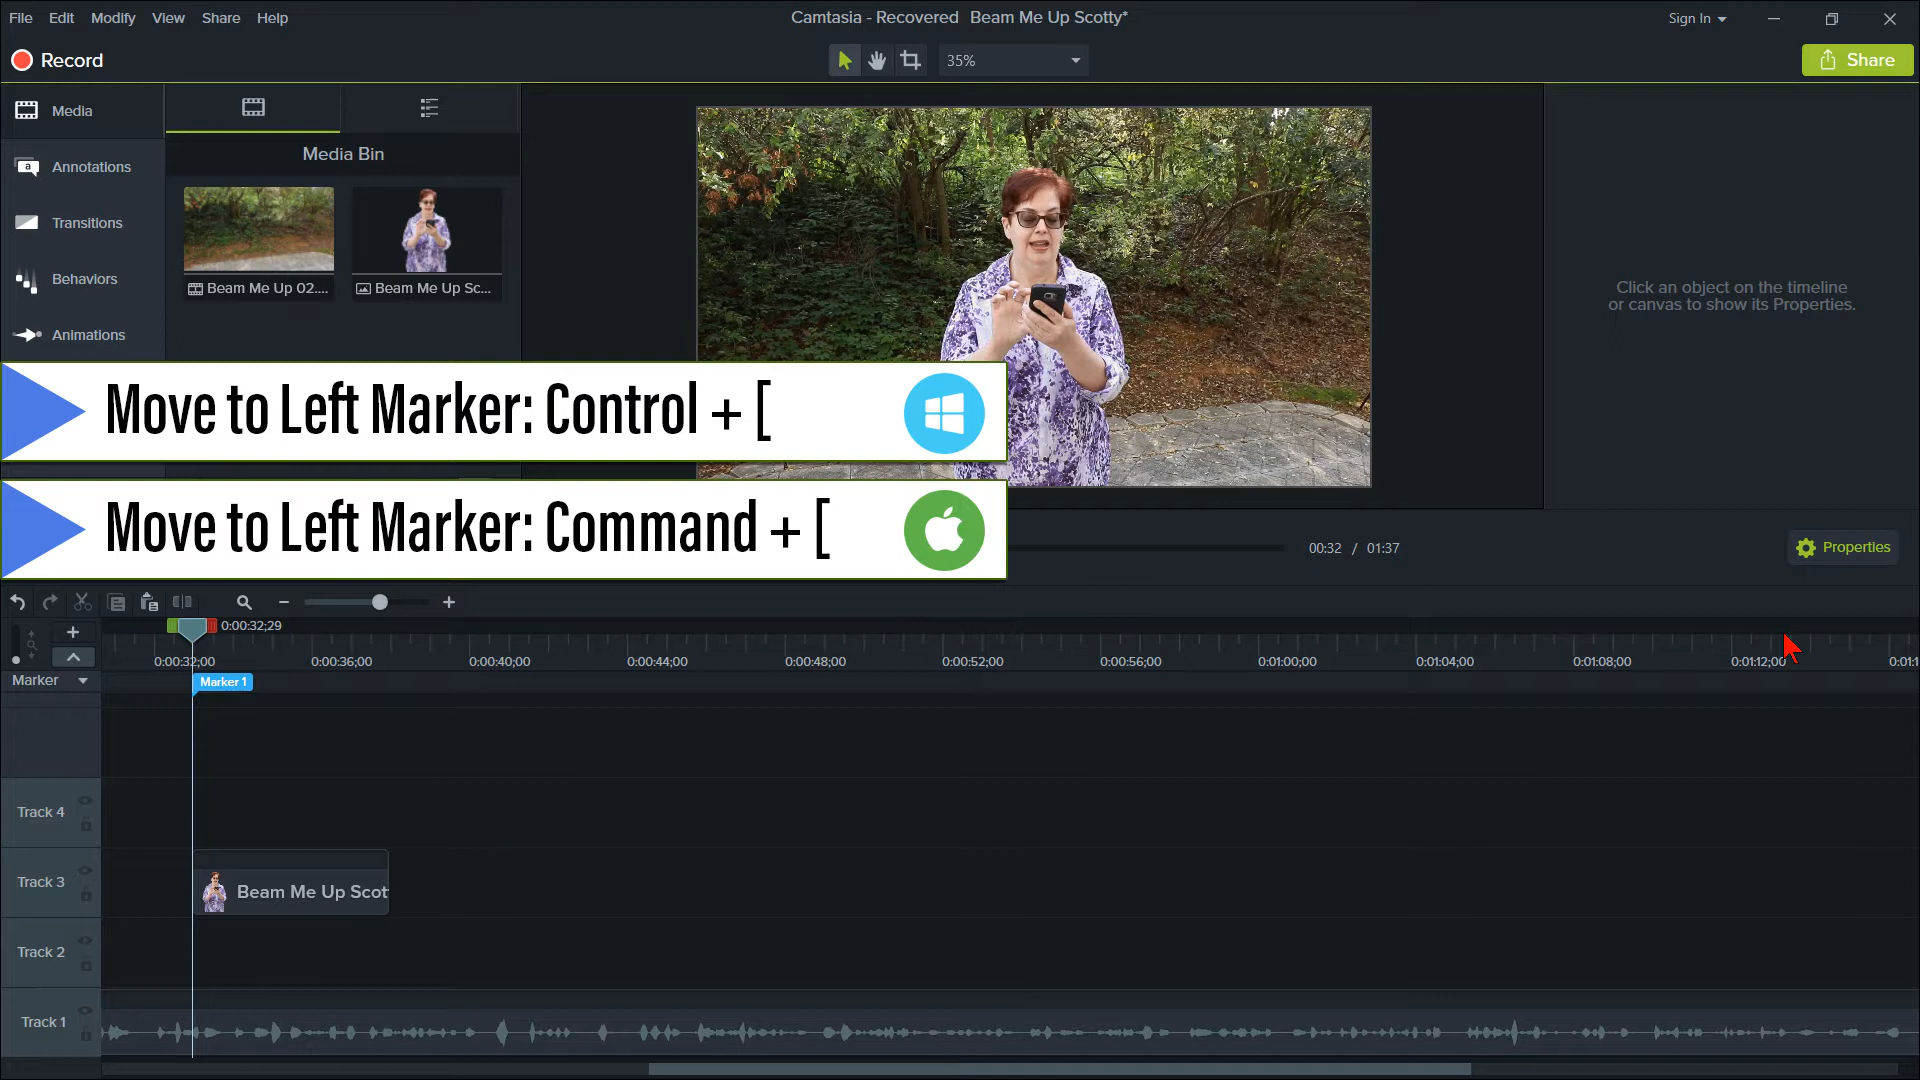 File Edit Modify View Share Help
Camtasia - Recovered Beam Me Up Scotty*
Sign In
Record
35%
Share
Media
Annotations
Transitions
Behaviors
Animations
Media Bin
Beam Me Up 02....
Beam Me Up Sc...
Click an object on the timeline
or canvas to show its Properties.
Move to Left Marker: Control + [
Move to Left Marker: Command + [
00:32 / 01:37
Properties
0:00:32;29
0:00:32;00 0:00:36;00 0:00:40;00 0:00:44;00 0:00:48;00 0:00:52;00 0:00:56;00 0:01:00;00 0:01:04;00 0:01:08;00 0:01:12;00 0:01:1
Marker
Marker 1
Track 4
Track 3
Beam Me Up Scot
Track 2
Track 1